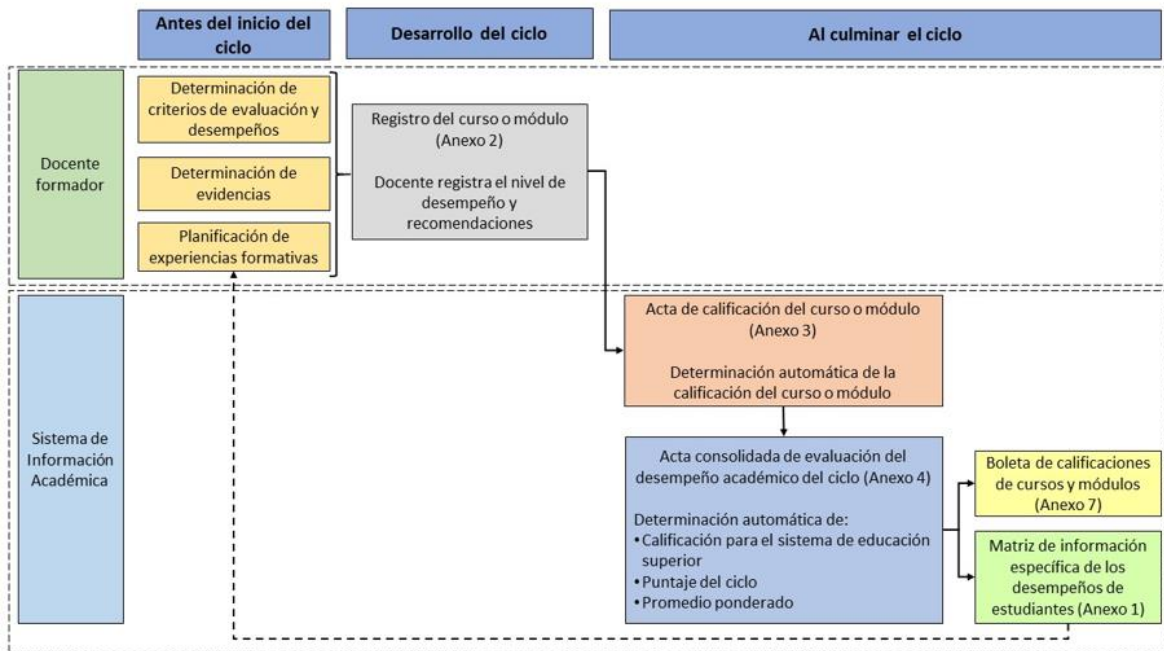 Antes del inicio del
ciclo
Desarrollo del ciclo
Al culminar el ciclo
Docente
formador
Determinación de
criterios de evaluación y
desempeños
Determinación de
evidencias
Planificación de
experiencias formativas
Registro del curso o módulo
(Anexo 2)
Docente registra el nivel de
desempeño y
recomendaciones
Sistema de
Información
Académica
Acta de calificación del curso o módulo
(Anexo 3)
Determinación automática de la
calificación del curso o módulo
Acta consolidada de evaluación del
desempeño académico del ciclo (Anexo 4)
Determinación automática de:
• Calificación para el sistema de educación
superior
• Puntaje del ciclo
• Promedio ponderado
Boleta de calificaciones
de cursos y módulos
(Anexo 7)
Matriz de información
específica de los
desempeños de
estudiantes (Anexo 1)